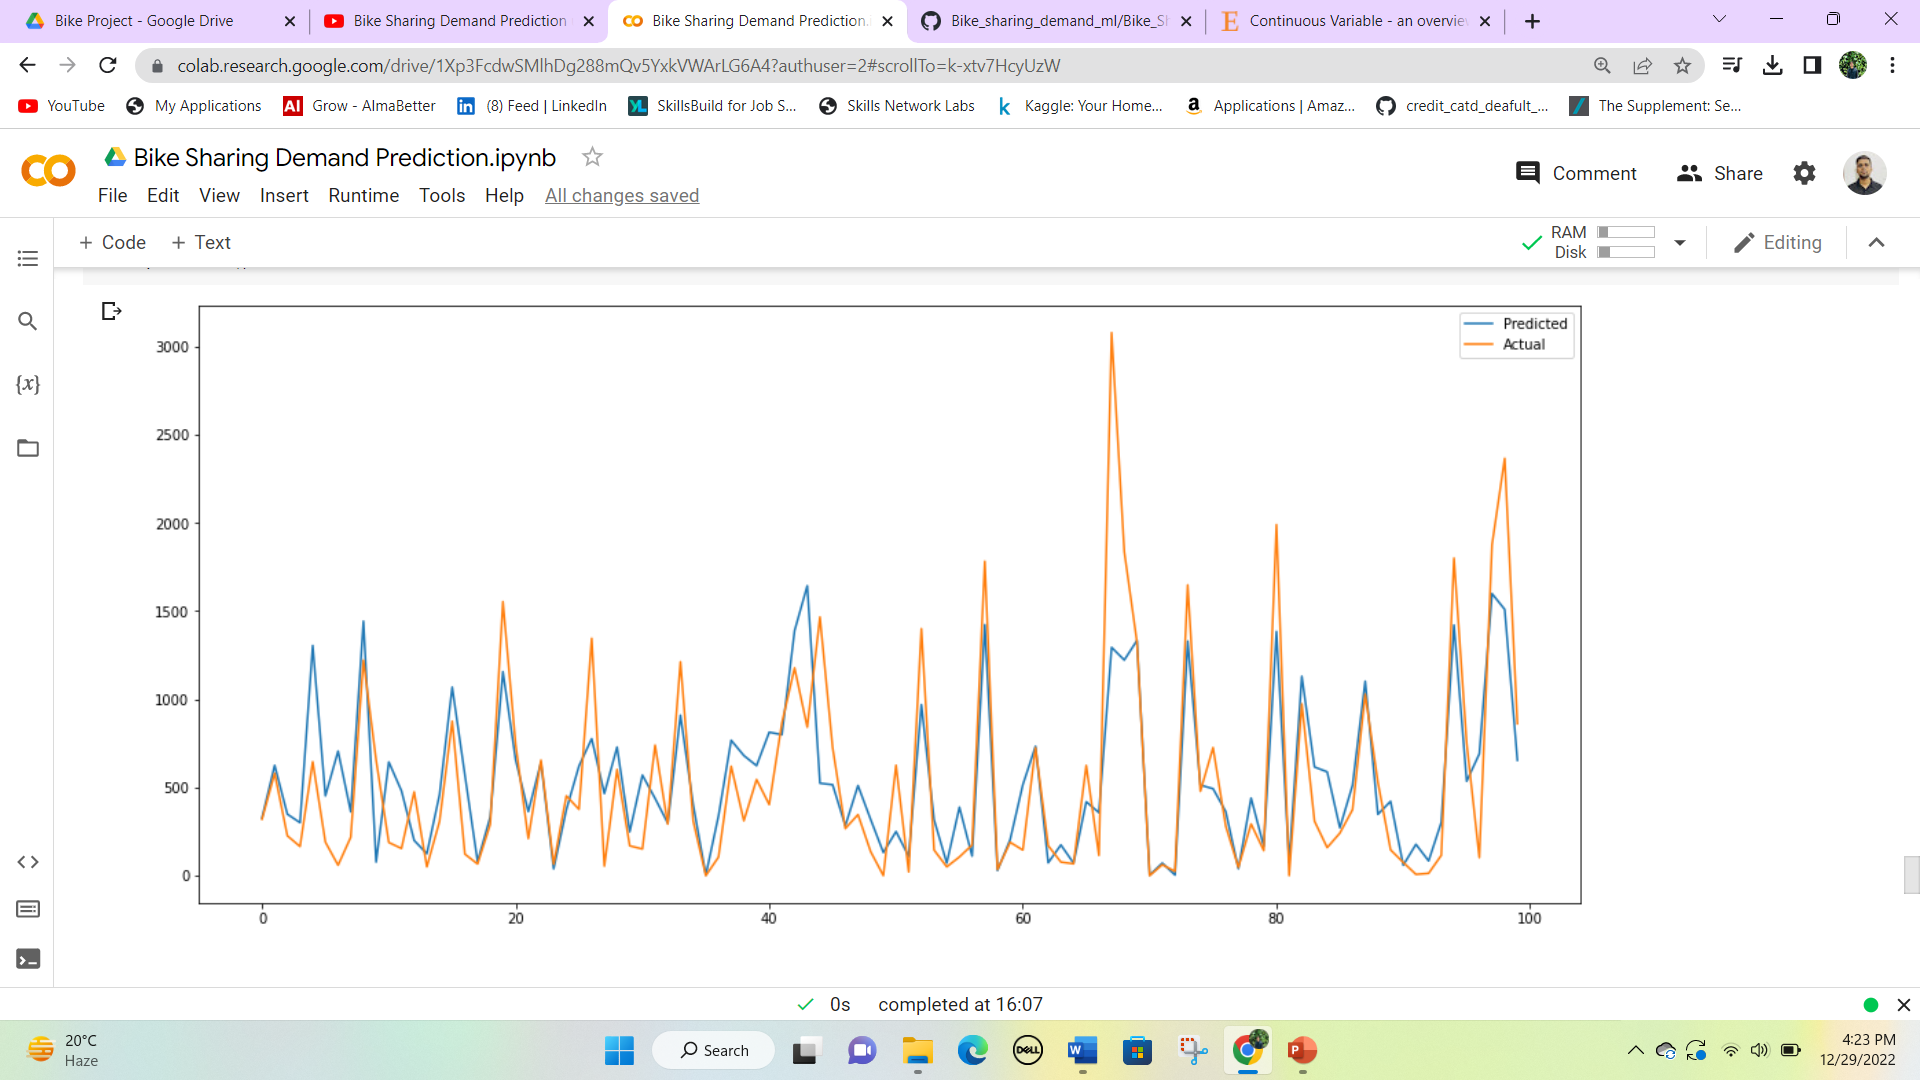 Bike Project - Google Drive
Bike Sharing Demand Prediction
Bike Sharing Demand Prediction.
Bike_sharing_demand_ml/Bike_Sh
Continuous Variable - an overvie
colab.research.google.com/drive/1Xp3FcdwSMlhDg288mQv5YxkVWArLG6A4?authuser=2#scrollTo=k-xtv7HcyUzW
YouTube
My Applications
AI Grow - AlmaBetter
in (8) Feed | LinkedIn
SkillsBuild for Job S...
Skills Network Labs
k Kaggle: Your Home...
a Applications | Amaz...
credit_catd_deafult_...
The Supplement: Se...
Bike Sharing Demand Prediction.ipynb
Comment
Share
File Edit View Insert Runtime Tools Help All changes saved
+ Code + Text
RAM
Disk
Editing
{x}
Predicted
Actual
3000
2500
2000
1500
1000
500
0
0 20 40 60 80 100
0s completed at 16:07
20°C
Haze
Search
DELL
W
P
4:23 PM
12/29/2022